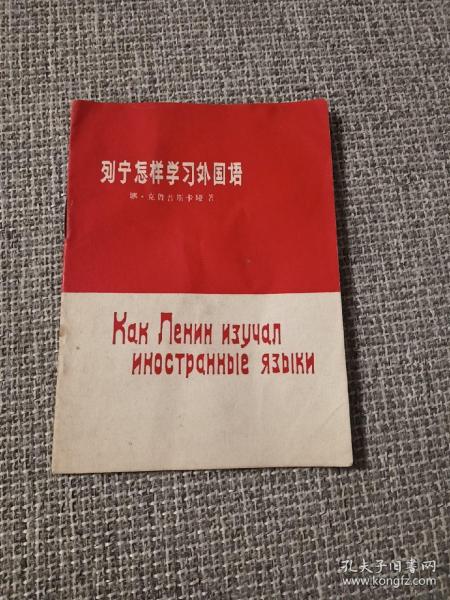 列宁怎样学习外国语
娜·克鲁普斯卡娅著
Как Ленин изучал
иностранные языки
孔夫子旧书网
www.kongfz.com